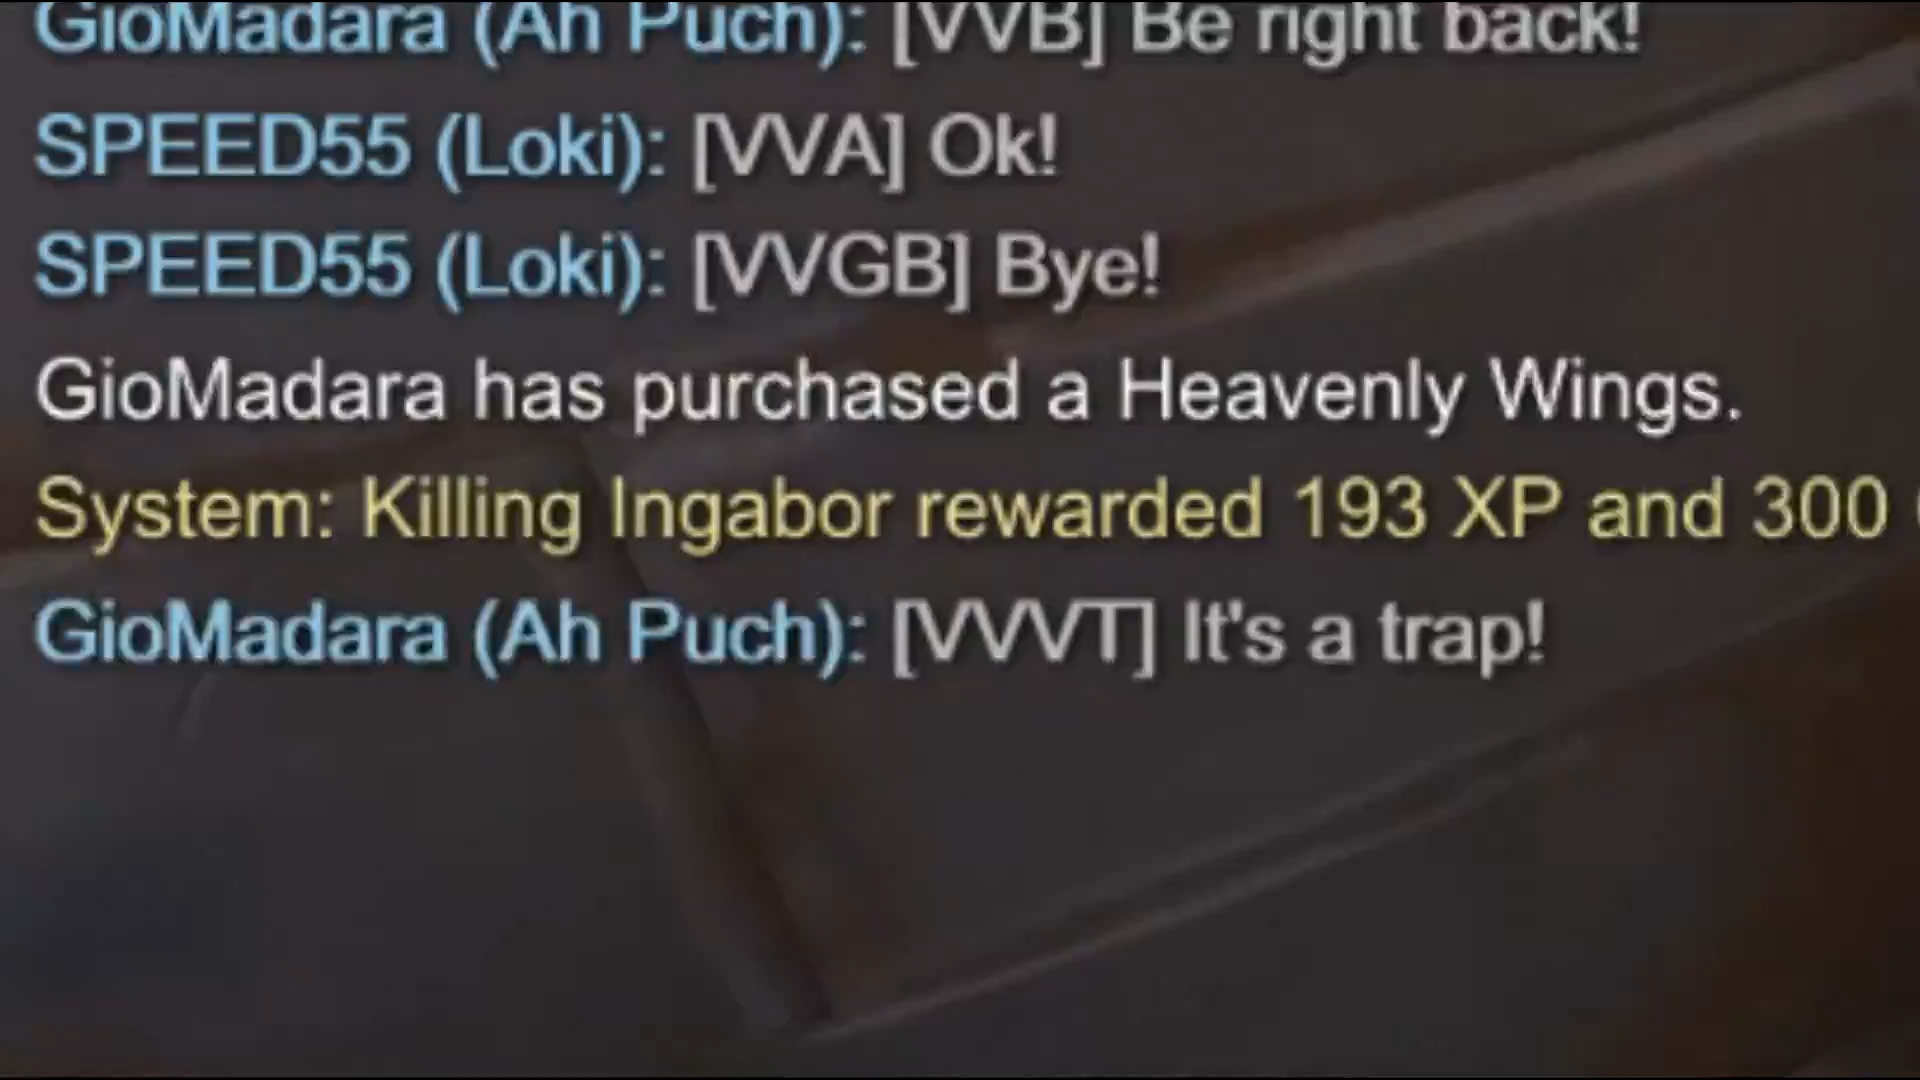 GioMadara (Ah Puch): [VVB] Be right back!
SPEED55 (Loki): [VVA] Ok!
SPEED55 (Loki): [VVGB] Bye!
GioMadara has purchased a Heavenly Wings.
System: Killing Ingabor rewarded 193 XP and 300
GioMadara (Ah Puch): [VVVT] It's a trap!